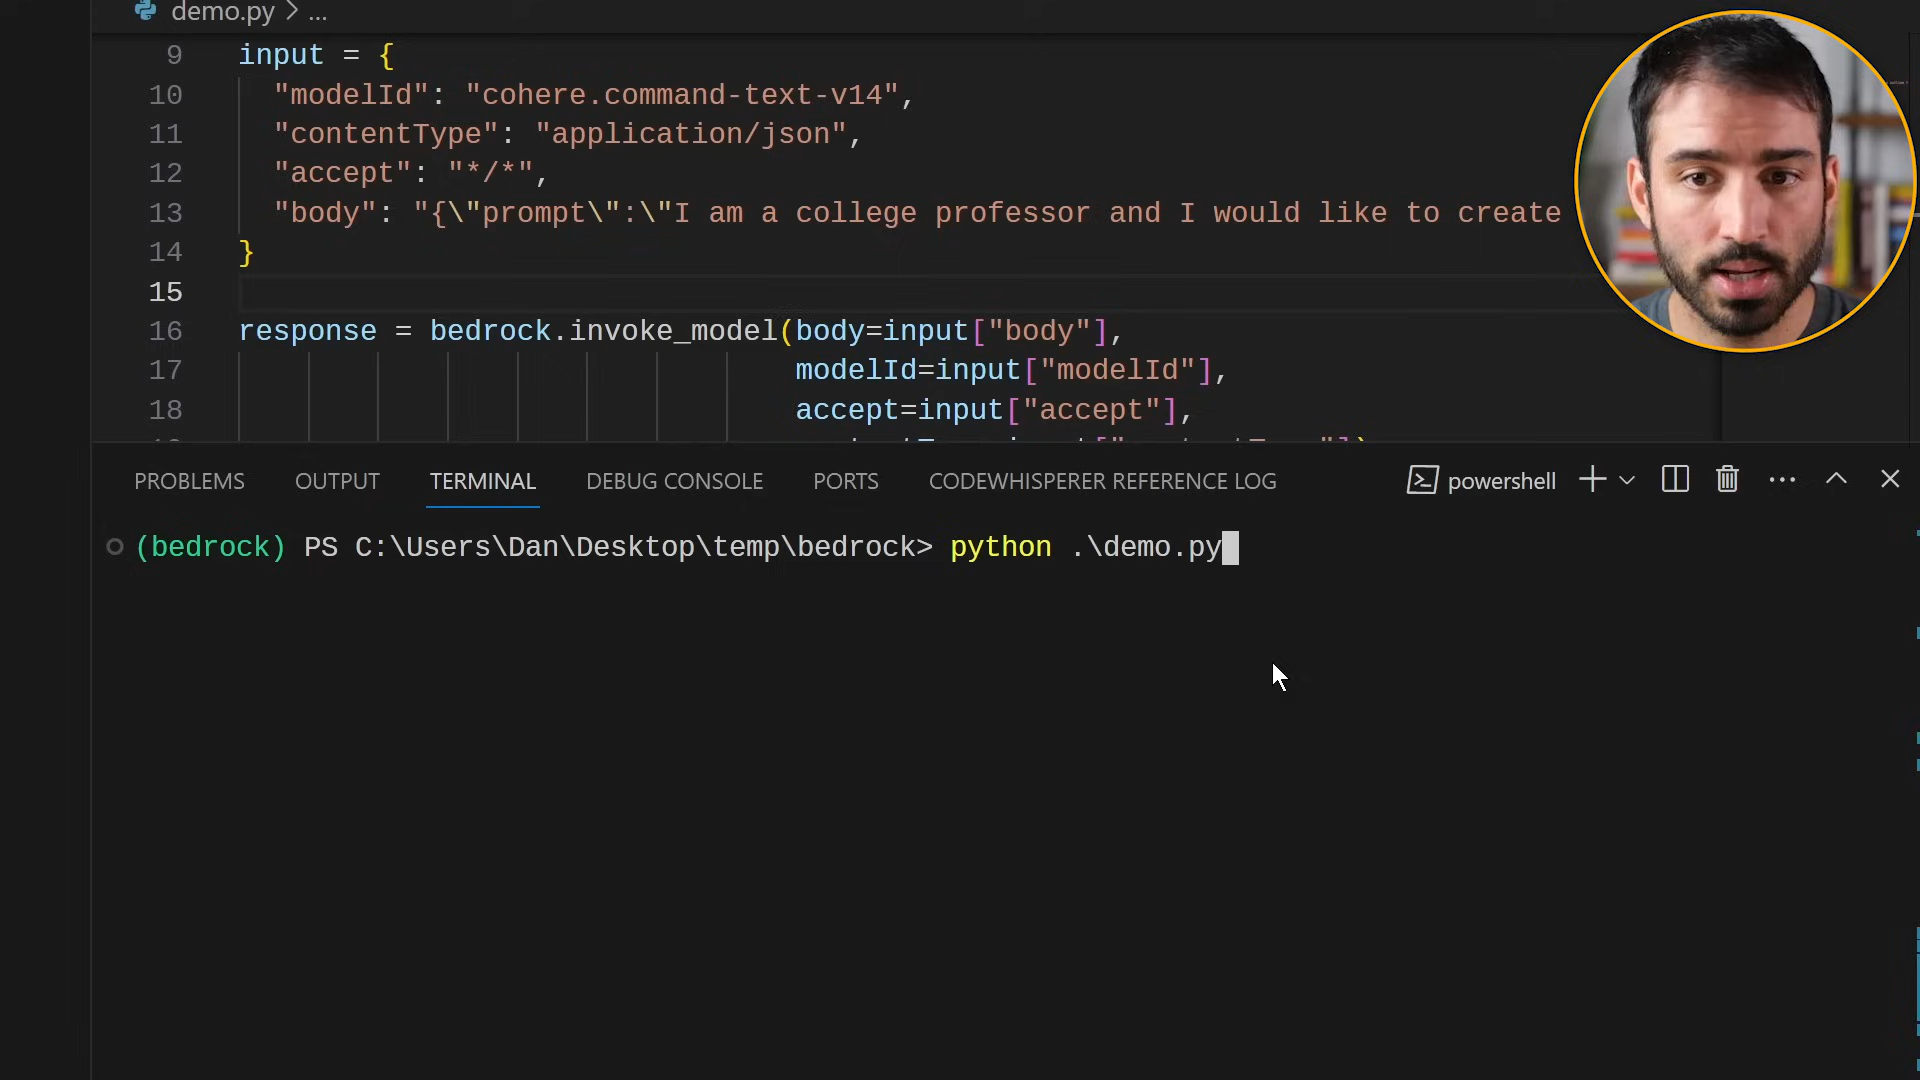 demo.py > ...
9 input = {
10 "modelId": "cohere.command-text-v14",
11 "contentType": "application/json",
12 "accept": "*/*",
13 "body": "{\"prompt\":\"I am a college professor and I would like to create
14 }
15
16 response = bedrock.invoke_model(body=input["body"],
17 modelId=input["modelId"],
18 accept=input["accept"],
PROBLEMS OUTPUT TERMINAL DEBUG CONSOLE PORTS CODEWHISPERER REFERENCE LOG powershell
(bedrock) PS C:\Users\Dan\Desktop\temp\bedrock> python .\demo.py